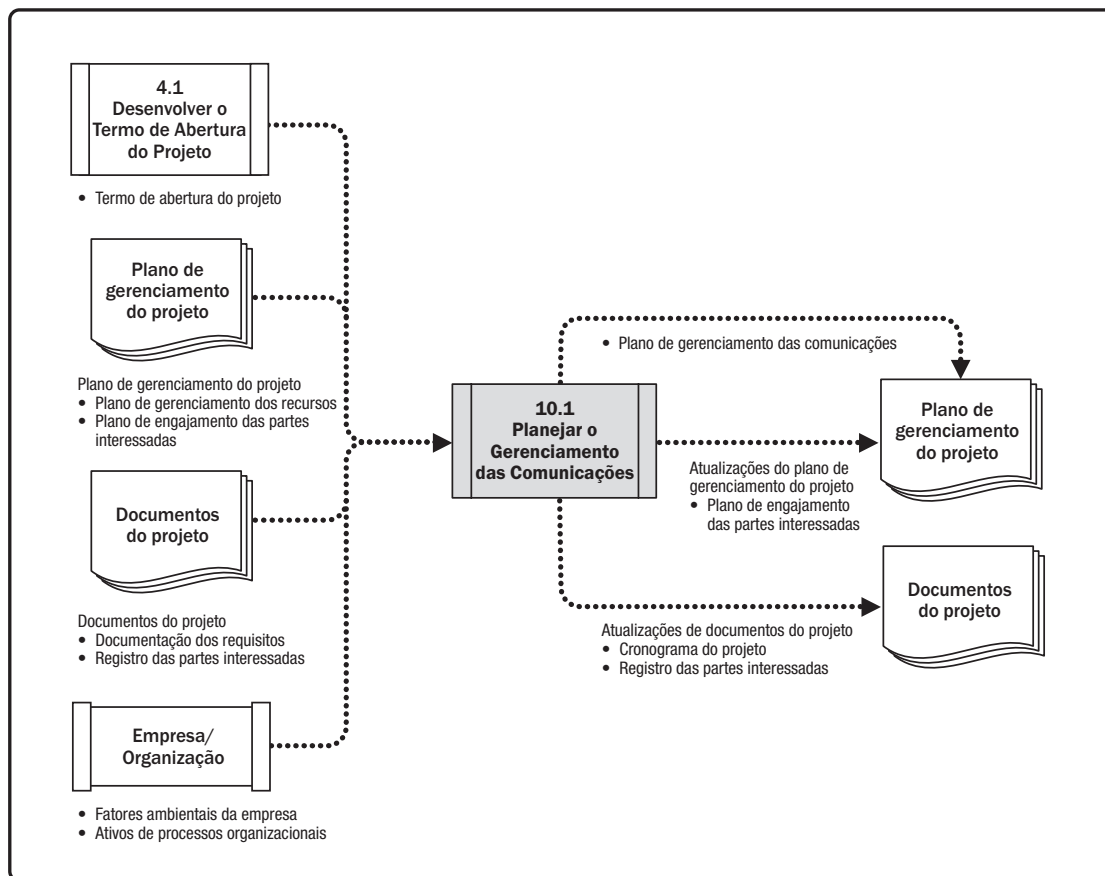 4.1
Desenvolver o
Termo de Abertura
do Projeto
• Termo de abertura do projeto
Plano de
gerenciamento
do projeto
Plano de gerenciamento do projeto
• Plano de gerenciamento dos recursos
• Plano de engajamento das partes
interessadas
Documentos
do projeto
Documentos do projeto
• Documentação dos requisitos
• Registro das partes interessadas
Empresa/
Organização
• Fatores ambientais da empresa
• Ativos de processos organizacionais
10.1
Planejar o
Gerenciamento
das Comunicações
• Plano de gerenciamento das comunicações
Plano de
gerenciamento
do projeto
Atualizações do plano de
gerenciamento do projeto
• Plano de engajamento
das partes interessadas
Documentos
do projeto
Atualizações de documentos do projeto
• Cronograma do projeto
• Registro das partes interessadas